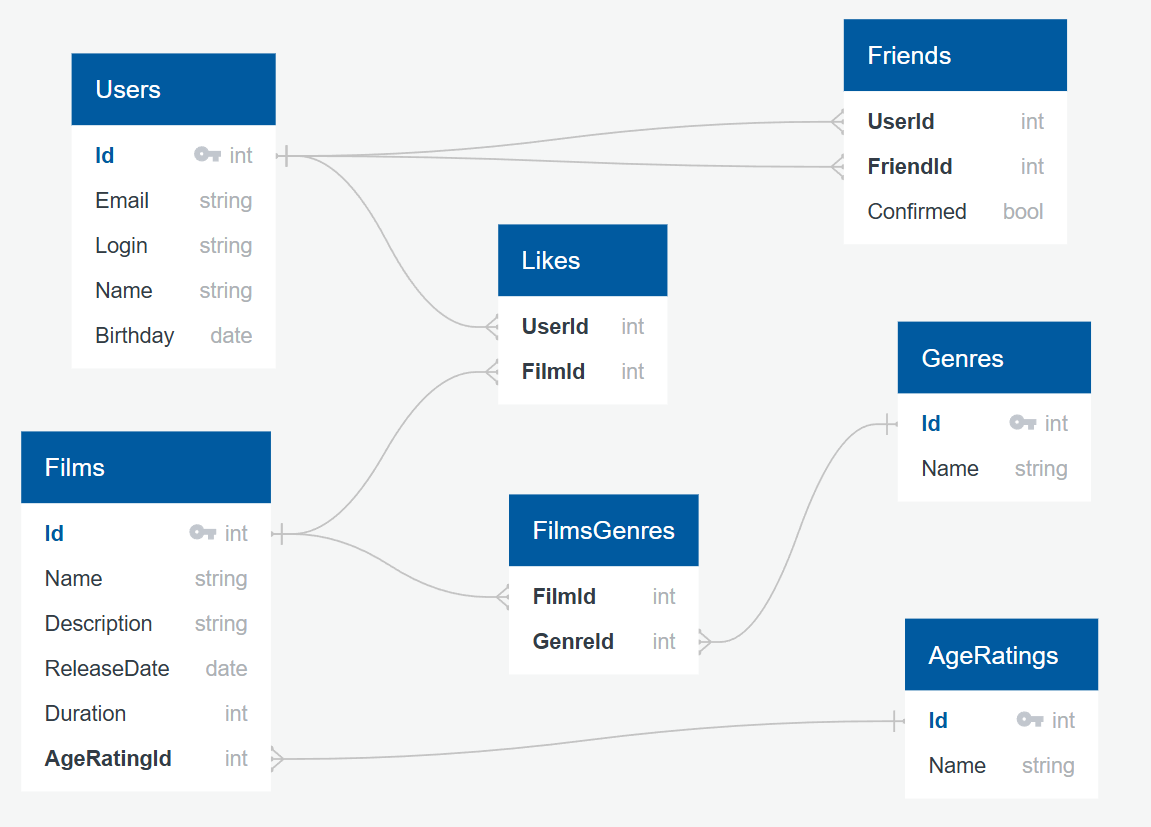 Users
Id int
Email string
Login string
Name string
Birthday date
Friends
UserId int
FriendId int
Confirmed bool
Likes
UserId int
FilmId int
Genres
Id int
Name string
Films
Id int
Name string
Description string
ReleaseDate date
Duration int
AgeRatingId int
FilmsGenres
FilmId int
GenreId int
AgeRatings
Id int
Name string